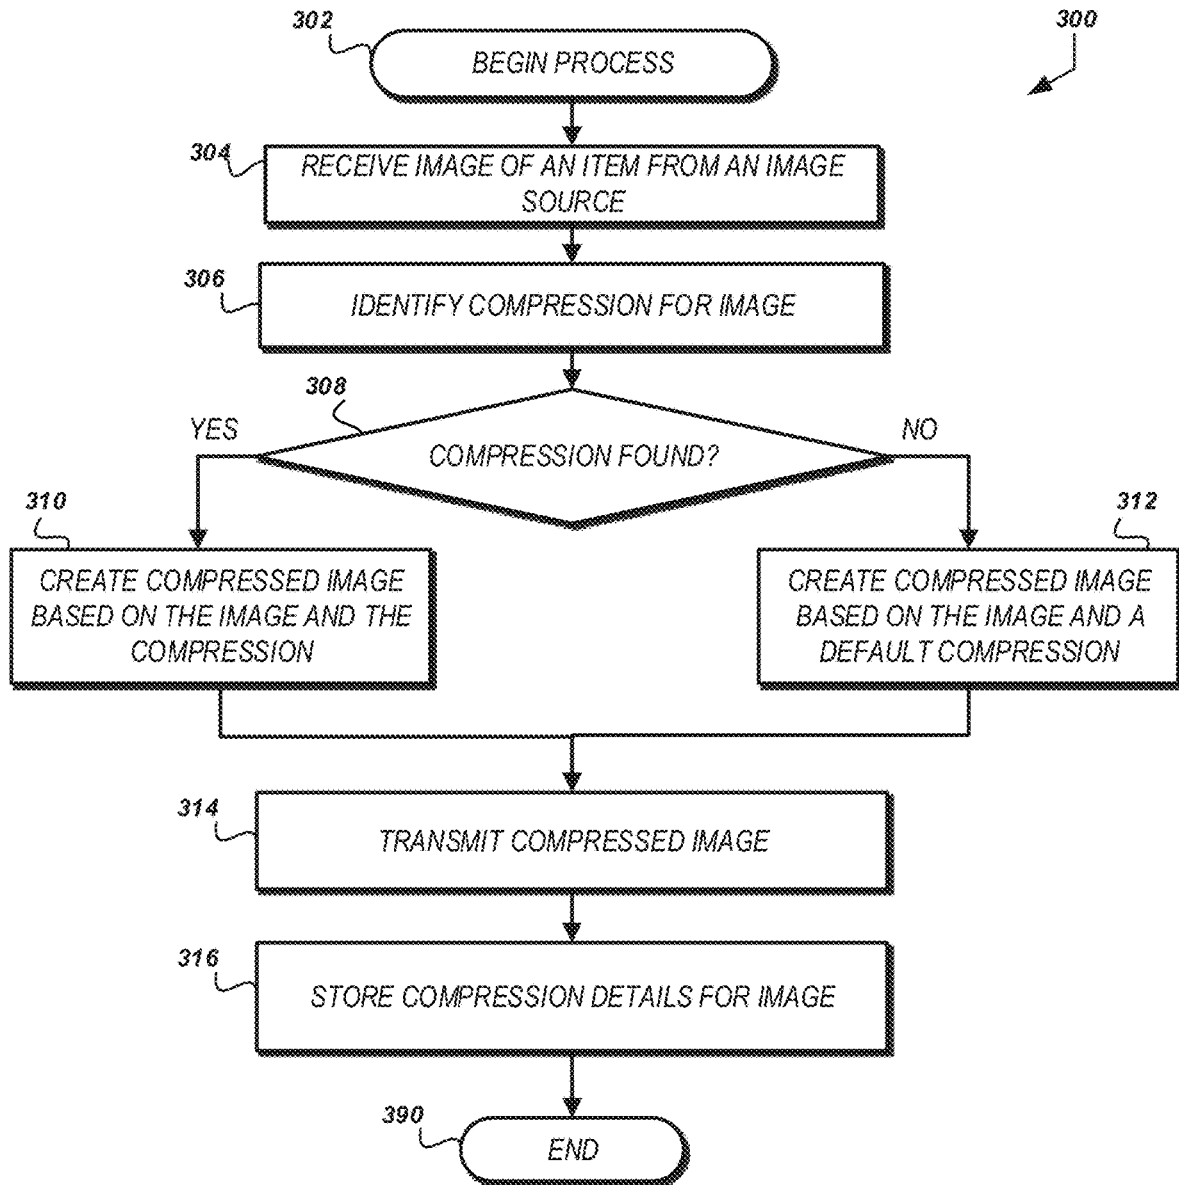 302
300
BEGIN PROCESS
304
RECEIVE IMAGE OF AN ITEM FROM AN IMAGE
SOURCE
306
IDENTIFY COMPRESSION FOR IMAGE
308
YES
NO
COMPRESSION FOUND?
310
312
CREATE COMPRESSED IMAGE
BASED ON THE IMAGE AND THE
COMPRESSION
CREATE COMPRESSED IMAGE
BASED ON THE IMAGE AND A
DEFAULT COMPRESSION
314
TRANSMIT COMPRESSED IMAGE
316
STORE COMPRESSION DETAILS FOR IMAGE
390
END